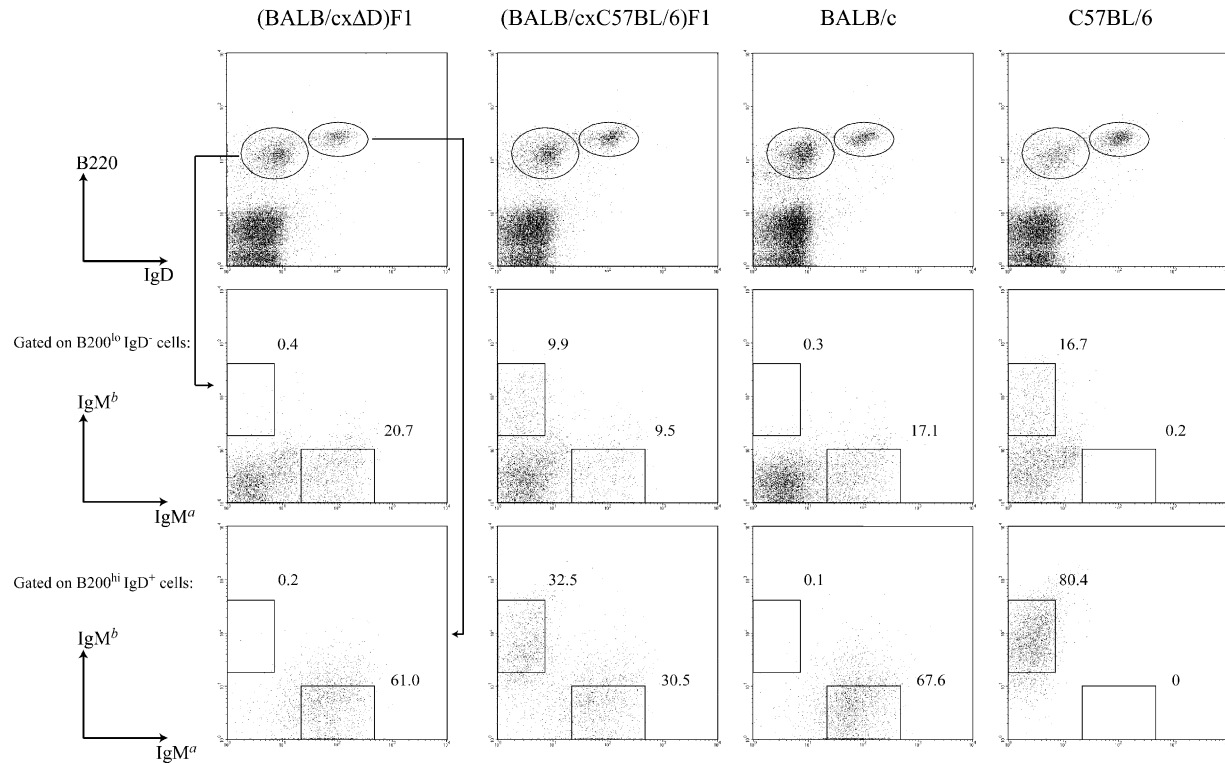 (BALB/cxΔD)F1 (BALB/cxC57BL/6)F1 BALB/c C57BL/6
B220
IgD
Gated on B200lo IgD- cells:
0.4 9.9 0.3 16.7
IgMb
20.7 9.5 17.1 0.2
IgMa
Gated on B200hi IgD+ cells:
0.2 32.5 0.1 80.4
IgMb
61.0 30.5 67.6 0
IgMa